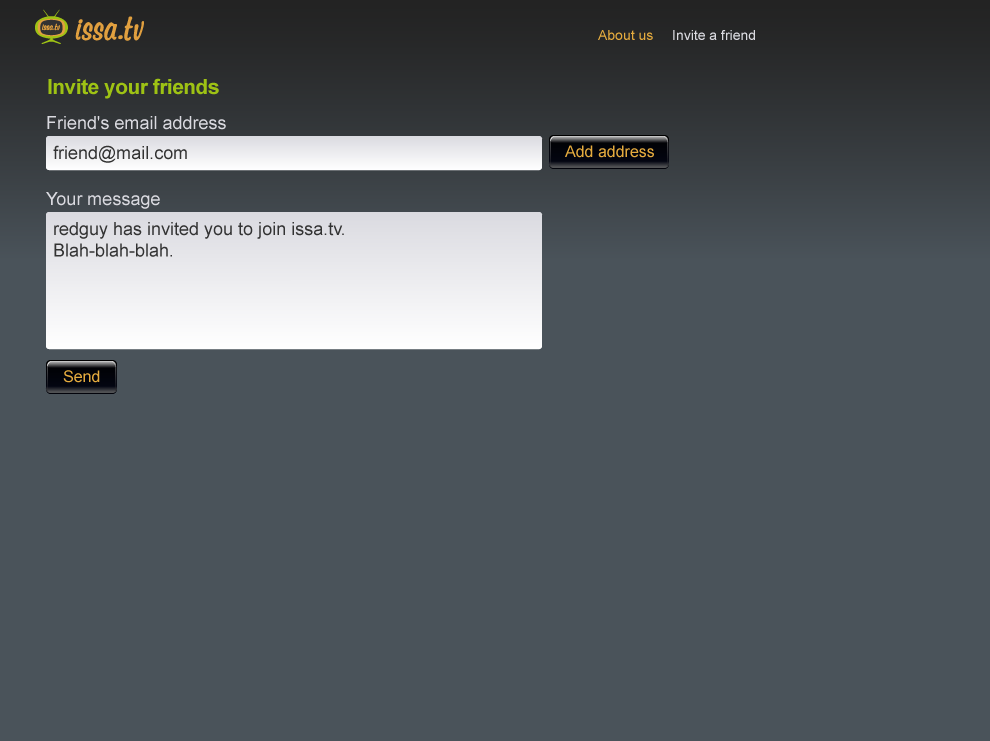 issa.tv issa.tv
About us Invite a friend
Invite your friends
Friend's email address
friend@mail.com Add address
Your message
redguy has invited you to join issa.tv.
Blah-blah-blah.
Send